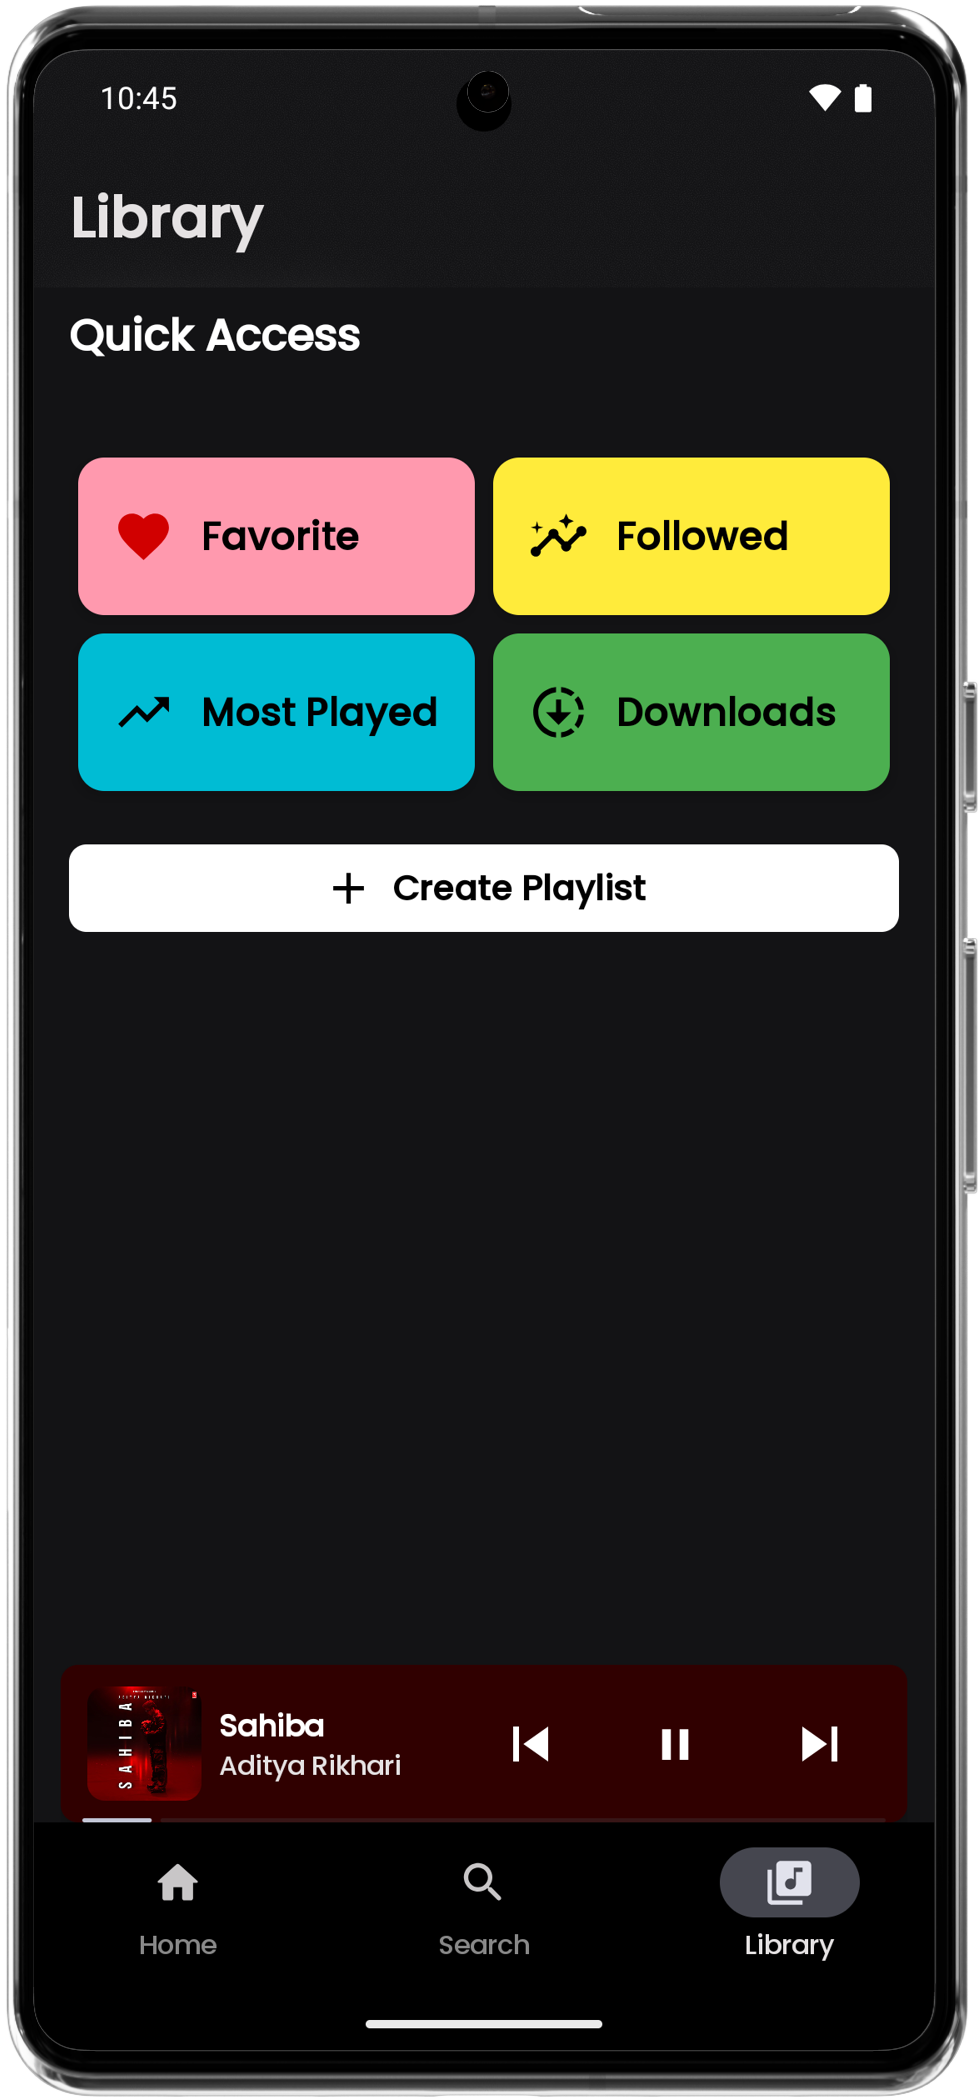 10:45
Library
Quick Access
Favorite
Followed
Most Played
Downloads
Create Playlist
SAHIBA
Sahiba
Aditya Rikhari
Home
Search
Library